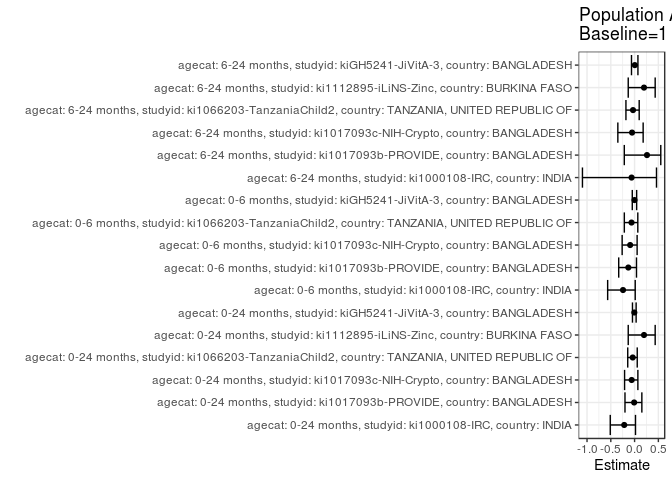 Population
Baseline=1
agecat: 6-24 months, studyid: kiGH5241-JiVitA-3, country: BANGLADESH
agecat: 6-24 months, studyid: ki1112895-iLiNS-Zinc, country: BURKINA FASO
agecat: 6-24 months, studyid: ki1066203-TanzaniaChild2, country: TANZANIA, UNITED REPUBLIC OF
agecat: 6-24 months, studyid: ki1017093c-NIH-Crypto, country: BANGLADESH
agecat: 6-24 months, studyid: ki1017093b-PROVIDE, country: BANGLADESH
agecat: 6-24 months, studyid: ki1000108-IRC, country: INDIA
agecat: 0-6 months, studyid: kiGH5241-JiVitA-3, country: BANGLADESH
agecat: 0-6 months, studyid: ki1066203-TanzaniaChild2, country: TANZANIA, UNITED REPUBLIC OF
agecat: 0-6 months, studyid: ki1017093c-NIH-Crypto, country: BANGLADESH
agecat: 0-6 months, studyid: ki1017093b-PROVIDE, country: BANGLADESH
agecat: 0-6 months, studyid: ki1000108-IRC, country: INDIA
agecat: 0-24 months, studyid: kiGH5241-JiVitA-3, country: BANGLADESH
agecat: 0-24 months, studyid: ki1112895-iLiNS-Zinc, country: BURKINA FASO
agecat: 0-24 months, studyid: ki1066203-TanzaniaChild2, country: TANZANIA, UNITED REPUBLIC OF
agecat: 0-24 months, studyid: ki1017093c-NIH-Crypto, country: BANGLADESH
agecat: 0-24 months, studyid: ki1017093b-PROVIDE, country: BANGLADESH
agecat: 0-24 months, studyid: ki1000108-IRC, country: INDIA
-1.0 -0.5 0.0 0.5
Estimate